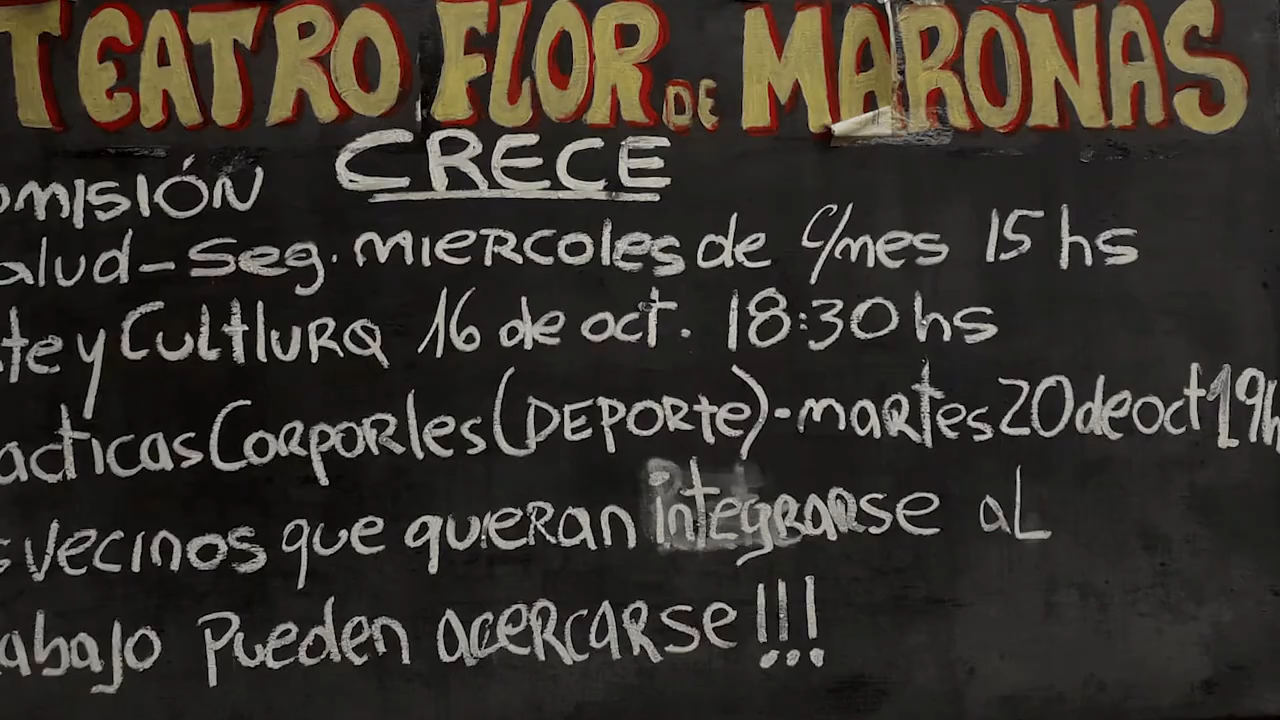 TEATRO FLOR DE MARONAS
CRECE
OMISIÓN
alud-Seg. MIERCOLES de c/mes 15 hs
te y CULTLURA 16 de oct. 18:30 hs
acticas CORPORles (DEPORTe)-martes 20 de oct 19h
s vecinos que queran integrarse al
abajo Pueden acercarse!!!